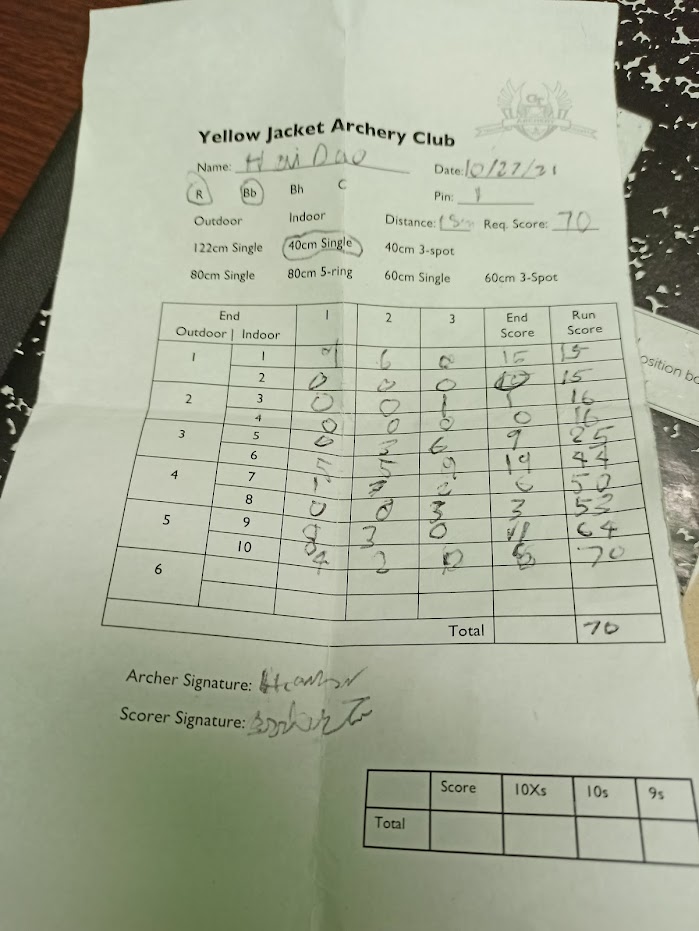 Yellow Jacket Archery Club
Name: Hai Dao Date: 10/27/21
R Bb Bh C Pin: 1
Outdoor Indoor Distance: 15 Req. Score: 70
122cm Single 40cm Single 40cm 3-spot
80cm Single 80cm 5-ring 60cm Single 60cm 3-Spot
End 1 2 3 End Score Run Score
Outdoor | Indoor
1 1 9 6 0 15 15
2 0 0 0 0 15
2 3 0 0 1 1 16
4 0 0 0 0 16
3 5 0 3 6 9 25
6 5 5 9 19 44
4 7 1 6 50
8 0 0 3 3 53
5 9 8 3 0 11 64
10 4 2 0 6 70
6
Total 70
Archer Signature:
Scorer Signature:
Score 10Xs 10s 9s
Total
osition bo